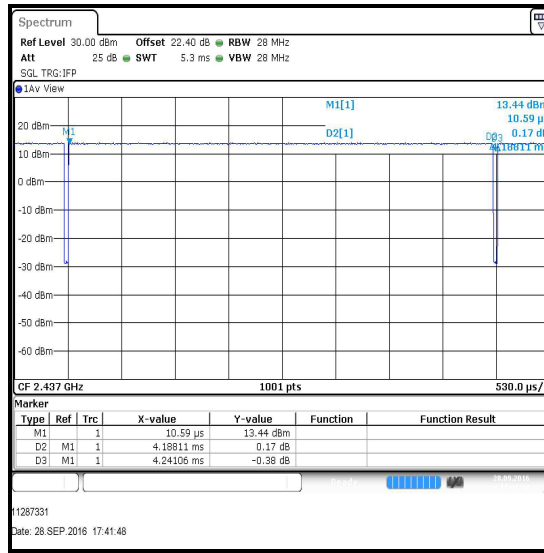 Spectrum
Ref Level 30.00 dBm Offset 22.40 dB RBW 28 MHz
Att 25 dB SWT 5.3 ms VBW 28 MHz
SGL TRG:IFP
1Av View
M1[1] 13.44 dBm
10.59 µ
20 dBm
M1
D2[1] 0.17 d
D3
4.18811 m
10 dBm
0 dBm
-10 dBm
-20 dBm
-30 dBm
-40 dBm
-50 dBm
-60 dBm
CF 2.437 GHz 1001 pts 530.0 µs/
Marker
Type Ref Trc X-value Y-value Function Function Result
M1 1 10.59 µs 13.44 dBm
D2 M1 1 4.18811 ms 0.17 dB
D3 M1 1 4.24106 ms -0.38 dB
Ready 28.09.2016
11287331
Date: 28.SEP.2016 17:41:48